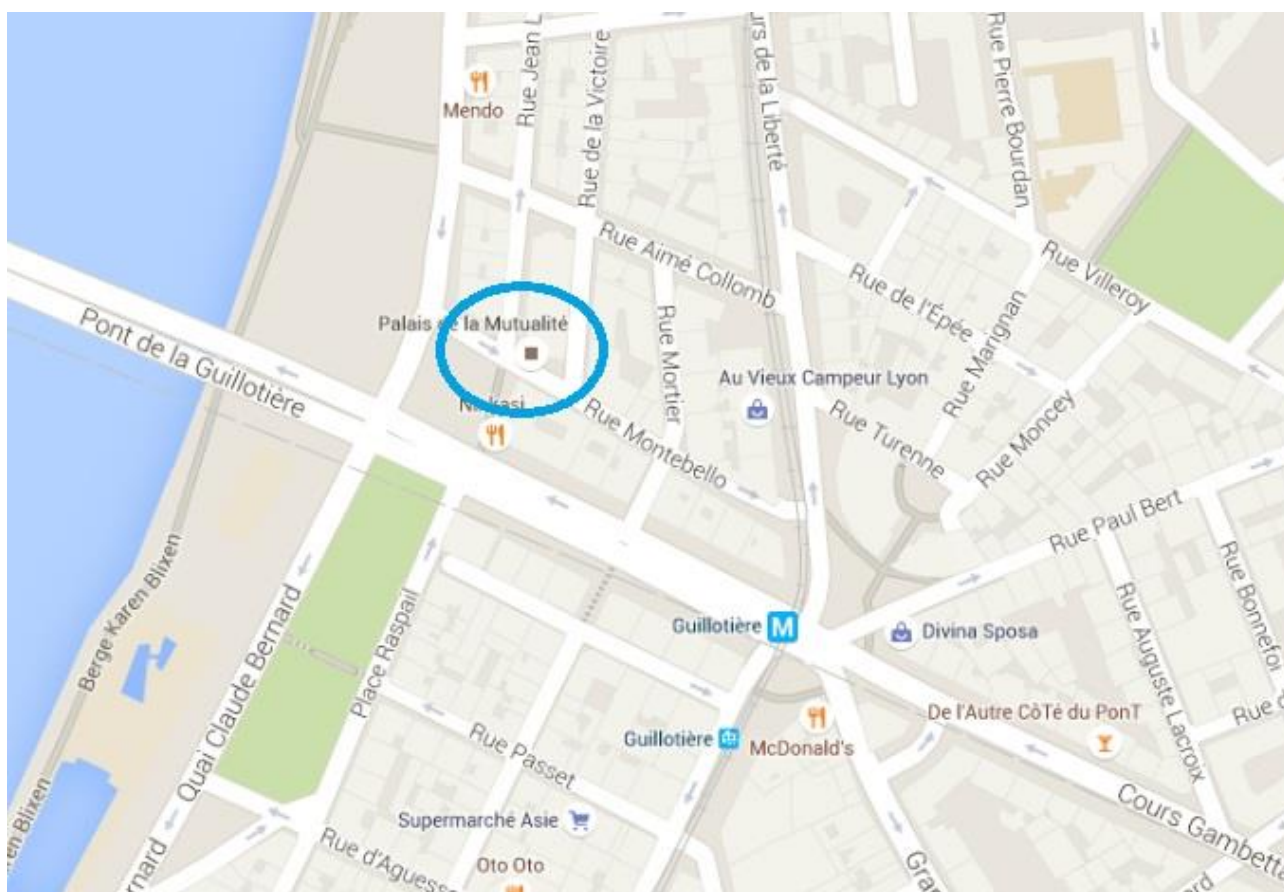 Rue Jean L
Rue de la Victoire
urs de la Liberté
Rue Pierre Bourdan
Mendo
Rue Aimé Collomb
Rue Villeroy
Rue de l'Épée
Rue Marignan
Palais de la Mutualité
Pont de la Guillotière
Rue Mortier
Au Vieux Campeur Lyon
Rue Moncey
Rue Turenne
Rue Montebello
Rue Paul Bert
Rue Bonnefoi
Berge Karen Blixen
Quai Claude Bernard
Place Raspail
Guillotière M
Divina Sposa
Rue Auguste Lacroix
De l'Autre CôTé du PonT
Rue C
Guillotière
McDonald's
Rue Passet
Supermarché Asie
Cours Gambetta
Rue d'Aguess
Oto Oto
Gran
ren Blixen
rnard